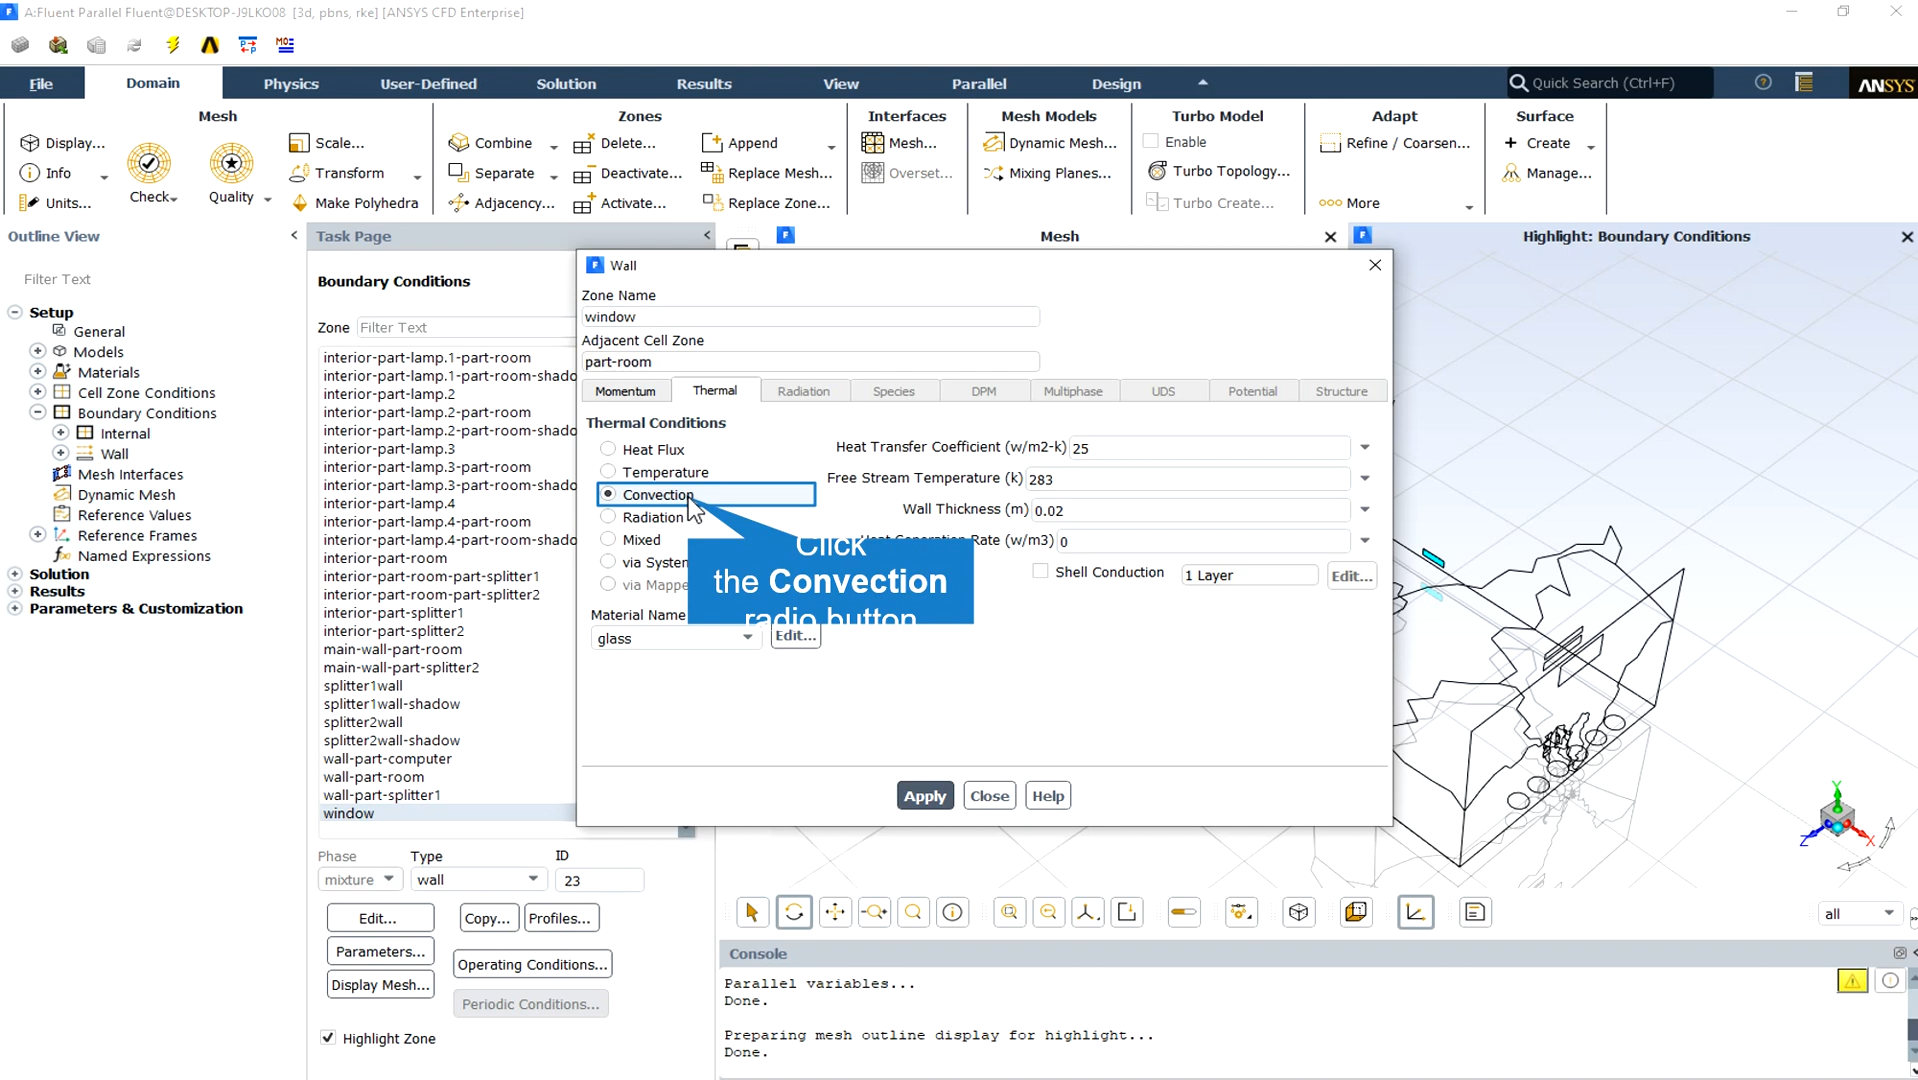 A:Fluent Parallel Fluent@DESKTOP-J9LKO08 [3d, pbns, rke] [ANSYS CFD Enterprise]
File
Domain
Physics
User-Defined
Solution
Results
View
Parallel
Design
Quick Search (Ctrl+F)
ANSYS
Mesh
Display...
Info
Units...
Check
Quality
Scale...
Transform
Make Polyhedra
Zones
Combine
Separate
Adjacency...
Delete...
Deactivate...
Activate...
Append
Replace Mesh...
Replace Zone...
Interfaces
Mesh...
Overset...
Mesh Models
Dynamic Mesh...
Mixing Planes...
Turbo Model
Enable
Turbo Topology...
Turbo Create...
Adapt
Refine / Coarsen...
More
Surface
Create
Manage...
Outline View
Filter Text
Setup
General
Models
Materials
Cell Zone Conditions
Boundary Conditions
Internal
Wall
Mesh Interfaces
Dynamic Mesh
Reference Values
Reference Frames
Named Expressions
Solution
Results
Parameters & Customization
Task Page
Boundary Conditions
Zone Filter Text
interior-part-lamp.1-part-room
interior-part-lamp.1-part-room-shado
interior-part-lamp.2
interior-part-lamp.2-part-room
interior-part-lamp.2-part-room-shado
interior-part-lamp.3
interior-part-lamp.3-part-room
interior-part-lamp.3-part-room-shado
interior-part-lamp.4
interior-part-lamp.4-part-room
interior-part-lamp.4-part-room-shado
interior-part-room
interior-part-room-part-splitter1
interior-part-room-part-splitter2
interior-part-splitter1
interior-part-splitter2
main-wall-part-room
main-wall-part-splitter2
splitter1wall
splitter1wall-shadow
splitter2wall
splitter2wall-shadow
wall-part-computer
wall-part-room
wall-part-splitter1
window
Phase
Type
ID
mixture
wall
23
Edit...
Copy...
Profiles...
Parameters...
Operating Conditions...
Display Mesh...
Periodic Conditions...
Highlight Zone
Mesh
Highlight: Boundary Conditions
Wall
Zone Name
window
Adjacent Cell Zone
part-room
Momentum
Thermal
Radiation
Species
DPM
Multiphase
UDS
Potential
Structure
Thermal Conditions
Heat Flux
Temperature
Convection
Radiation
Mixed
via System
via Mappe
Material Name
glass
Edit...
Heat Transfer Coefficient (w/m2-k) 25
Free Stream Temperature (k) 283
Wall Thickness (m) 0.02
Heat Generation Rate (w/m3) 0
Shell Conduction
1 Layer
Edit...
Click
the Convection
radio button
Apply
Close
Help
Y
Z
X
all
Console
Parallel variables...
Done.
Preparing mesh outline display for highlight...
Done.